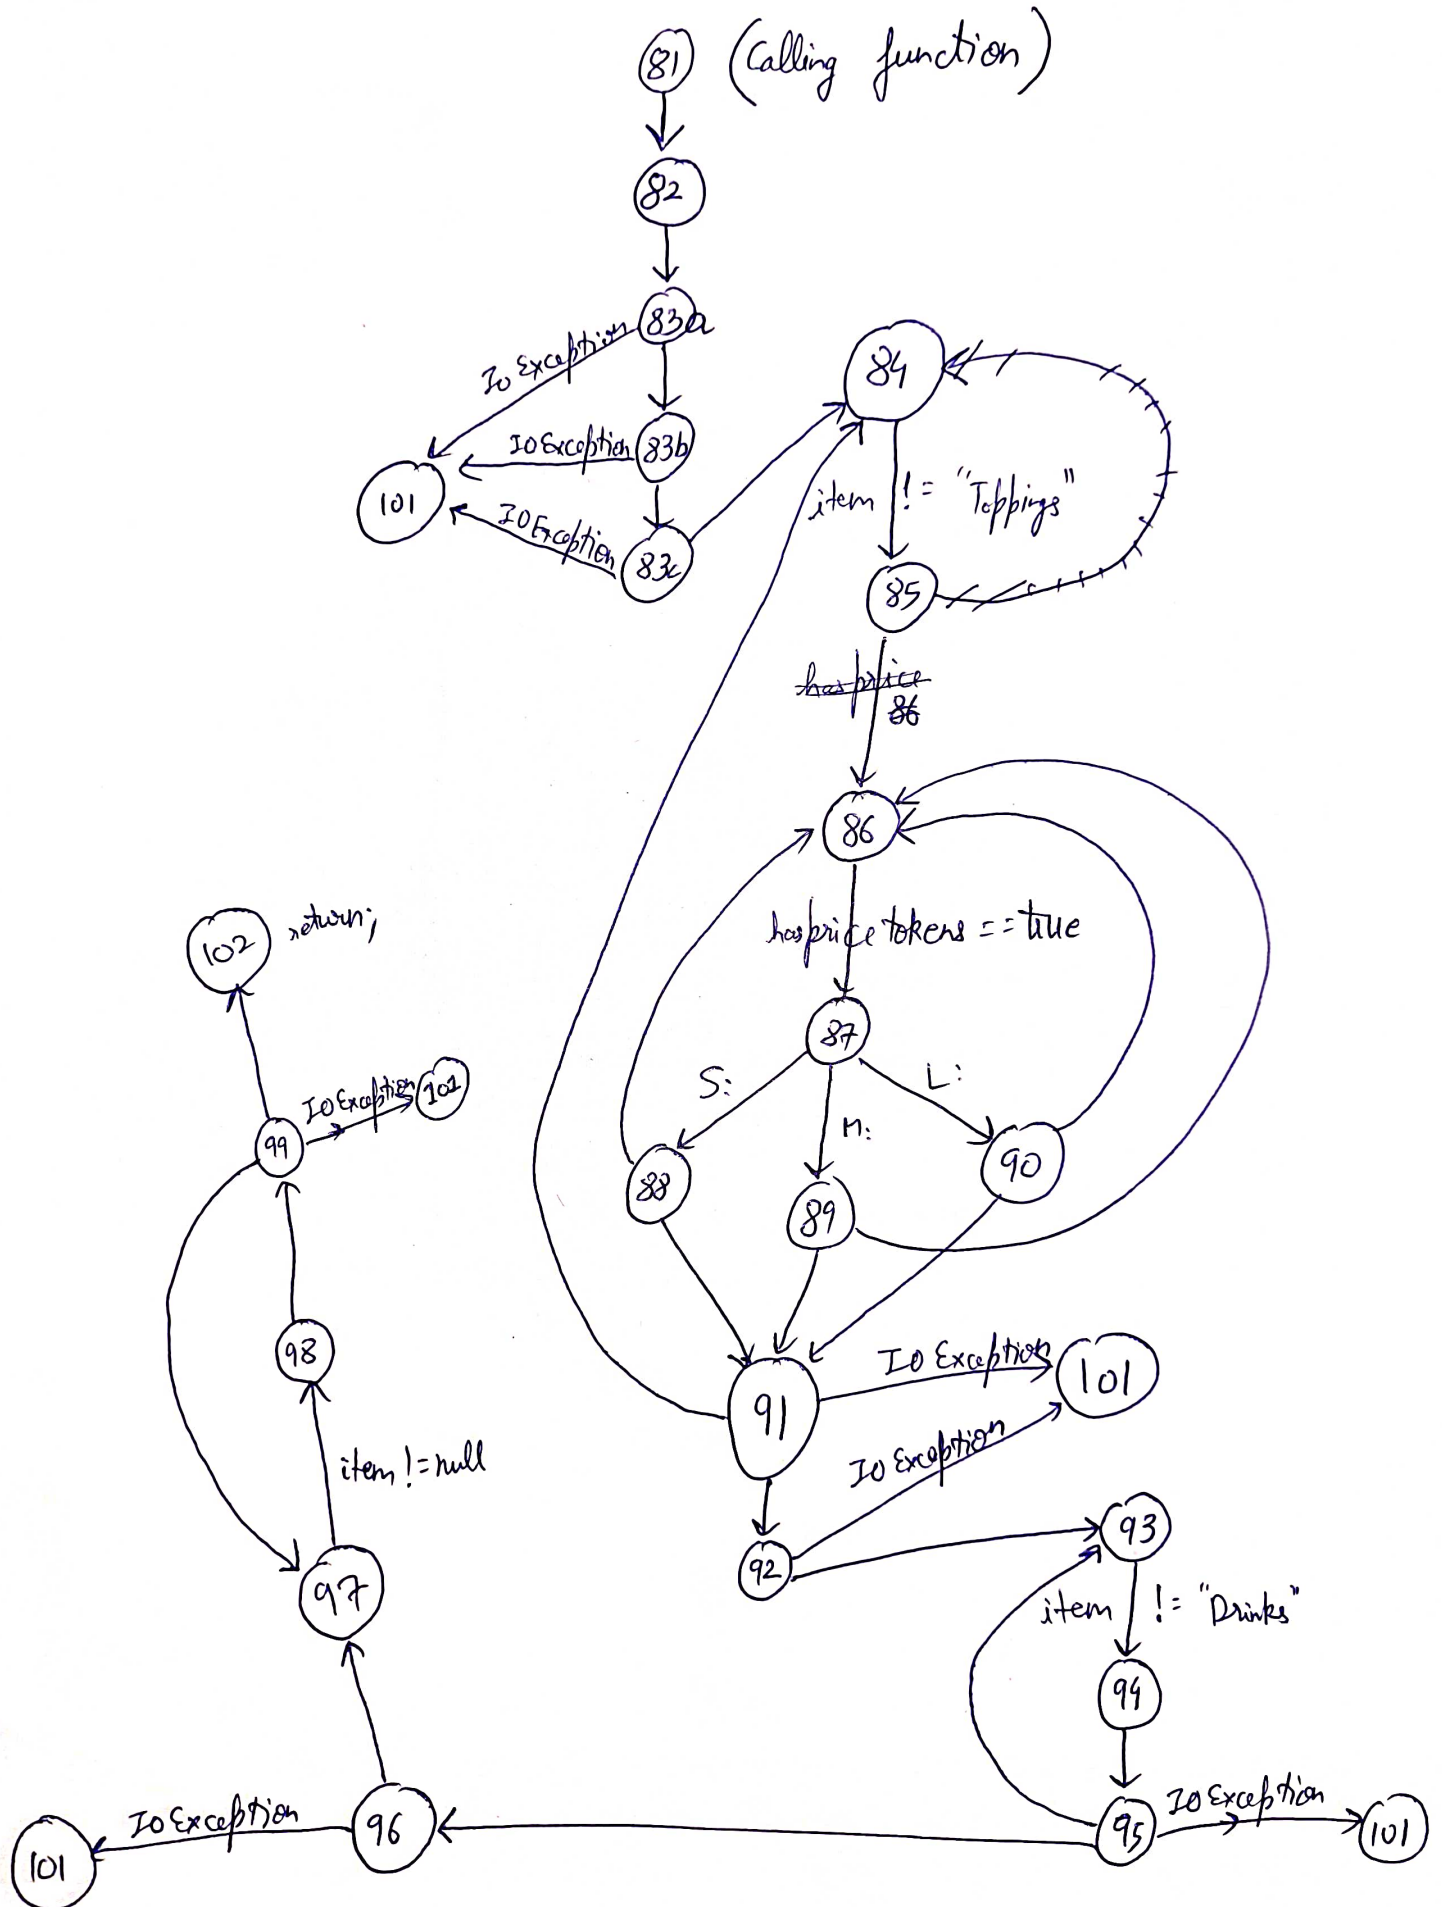 81 (Calling function)
82
83a
IO Exception
84
IO Exception 83b
101
item != "Toppings"
IO Exception
83c
85
has price
86
86
102 return;
has price tokens == true
87
S: L:
IO Exception 101
M:
99
90
88
89
98
IO Exception 101
91
item != null
IO Exception
93
92
97
item != "Drinks"
94
IO Exception
IO Exception
96 95 101
101